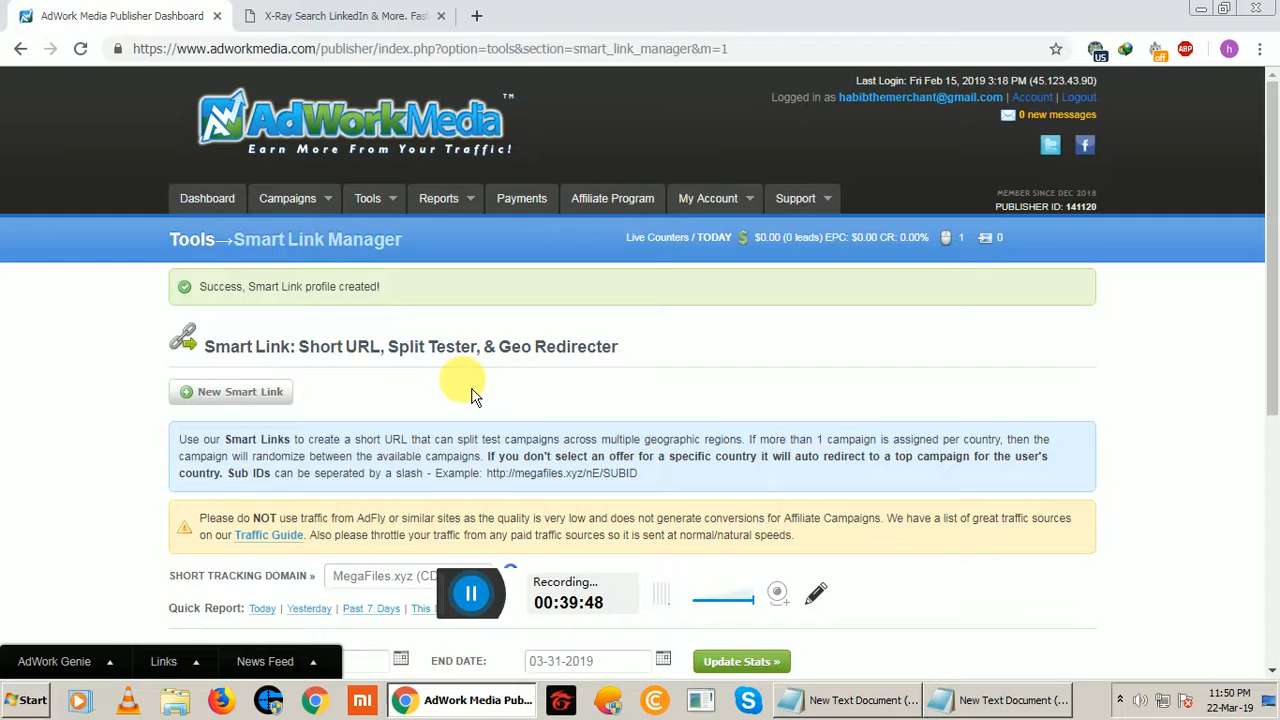 AdWork Media Publisher Dashboard
X-Ray Search LinkedIn & More. Fas
https://www.adworkmedia.com/publisher/index.php?option=tools&section=smart_link_manager&m=1
US
off
ABP
h
Last Login: Fri Feb 15, 2019 3:18 PM (45.123.43.90)
Logged in as habibthemerchant@gmail.com | Account | Logout
0 new messages
AdWorkMedia™
Earn More From Your Traffic!
Dashboard Campaigns Tools Reports Payments Affiliate Program My Account Support
MEMBER SINCE DEC 2018
PUBLISHER ID: 141120
Tools→Smart Link Manager
Live Counters / TODAY $ $0.00 (0 leads) EPC: $0.00 CR: 0.00% 1 0
Success, Smart Link profile created!
Smart Link: Short URL, Split Tester, & Geo Redirecter
New Smart Link
Use our Smart Links to create a short URL that can split test campaigns across multiple geographic regions. If more than 1 campaign is assigned per country, then the
campaign will randomize between the available campaigns. If you don't select an offer for a specific country it will auto redirect to a top campaign for the user's
country. Sub IDs can be seperated by a slash - Example: http://megafiles.xyz/nE/SUBID
Please do NOT use traffic from AdFly or similar sites as the quality is very low and does not generate conversions for Affiliate Campaigns. We have a list of great traffic sources
on our Traffic Guide. Also please throttle your traffic from any paid traffic sources so it is sent at normal/natural speeds.
SHORT TRACKING DOMAIN » MegaFiles.xyz (CD
Recording...
00:39:48
Quick Report: Today | Yesterday | Past 7 Days | This
AdWork Genie Links News Feed
END DATE: 03-31-2019 Update Stats »
Start
AdWork Media Pub...
New Text Document (...
New Text Document (...
11:50 PM
22-Mar-19